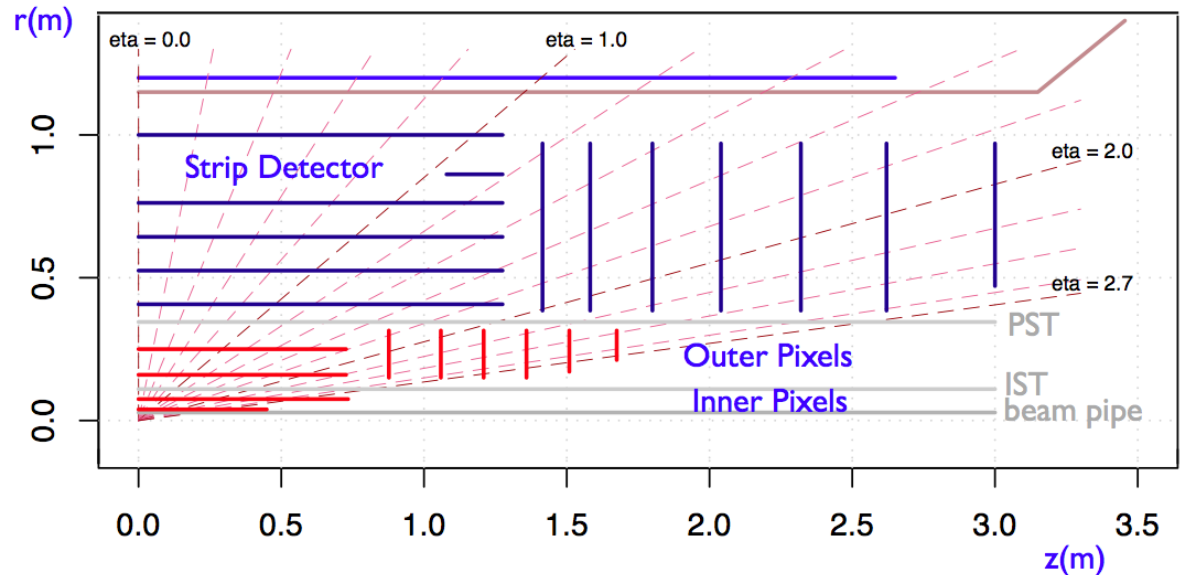 r(m)
eta = 0.0
eta = 1.0
1.0
Strip Detector
eta = 2.0
0.5
eta = 2.7
PST
Outer Pixels
IST
Inner Pixels
beam pipe
0.0
0.0 0.5 1.0 1.5 2.0 2.5 3.0 3.5
z(m)